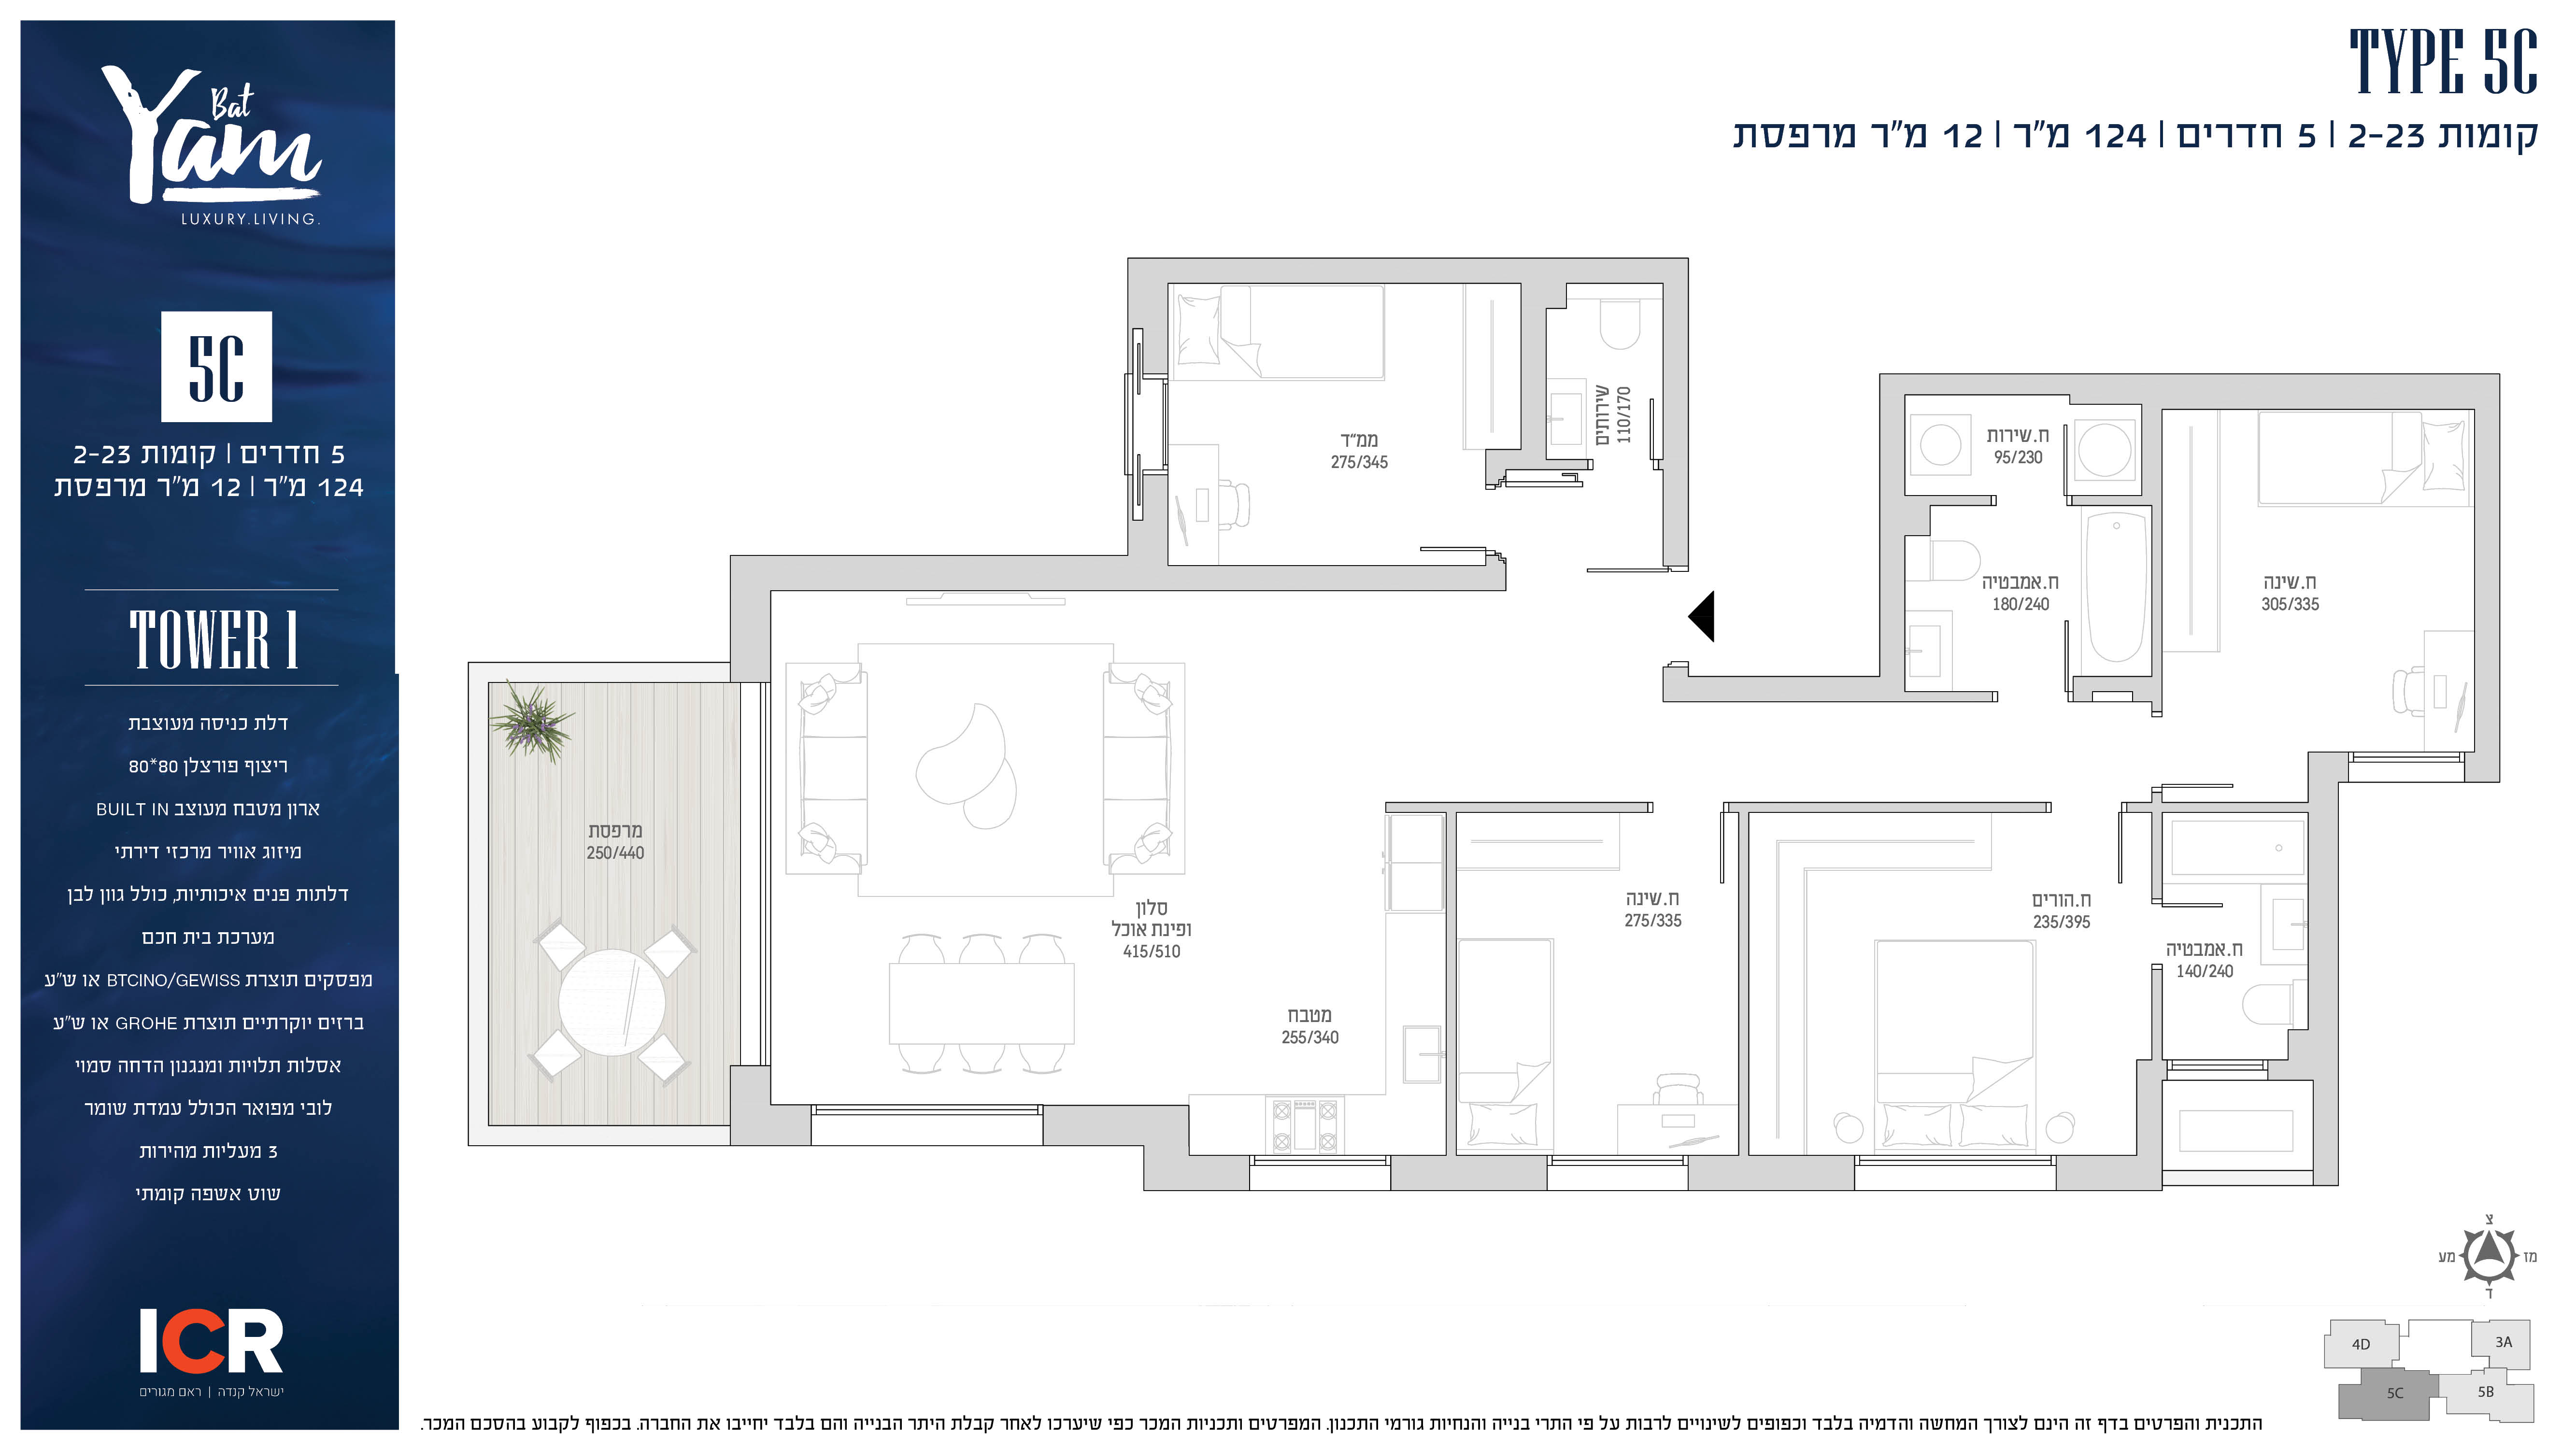 TYPE 5C
קומות 2-23 | 5 חדרים | 124 מ"ר | 12 מ"ר מרפסת
Bat
Yam
LUXURY.LIVING.
5C
5 חדרים | קומות 2-23
124 מ"ר | 12 מ"ר מרפסת
TOWER 1
דלת כניסה מעוצבת
ריצוף פורצלן 80*80
ארון מטבח מעוצב BUILT IN
מיזוג אוויר מרכזי דירתי
דלתות פנים איכותיות, כולל גוון לבן
מערכת בית חכם
מפסקים תוצרת BTCINO/GEWISS או ש"ע
ברזים יוקרתיים תוצרת GROHE או ש"ע
אסלות תלויות ומנגנון הדחה סמוי
לובי מפואר הכולל עמדת שומר
3 מעליות מהירות
שוט אשפה קומתי
ICR
ישראל קנדה | ראם מגורים
ממ"ד
275/345
שירותים
110/170
ח.שירות
95/230
ח.אמבטיה
180/240
ח.שינה
305/335
מרפסת
250/440
סלון
ופינת אוכל
415/510
מטבח
255/340
ח.שינה
275/335
ח.הורים
235/395
ח.אמבטיה
140/240
צ
מז
מע
ד
4D
3A
5C
5B
התכנית והפרטים בדף זה הינם לצורך המחשה והדמיה בלבד וכפופים לשינויים לרבות על פי התרי בנייה והנחיות גורמי התכנון. המפרטים ותכניות המכר כפי שיערכו לאחר קבלת היתר הבנייה והם בלבד יחייבו את החברה. בכפוף לקבוע בהסכם המכר.